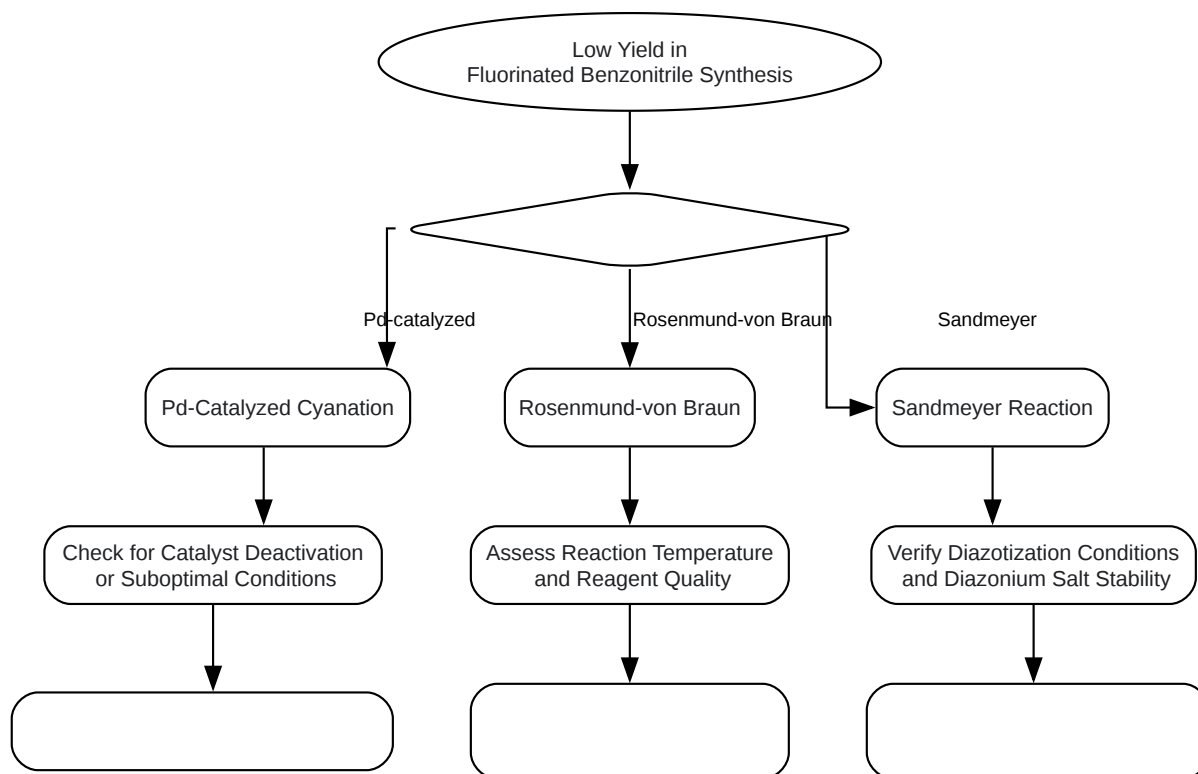 Low Yield in
Fluorinated Benzonitrile Synthesis
Pd-catalyzed
Rosenmund-von Braun
Sandmeyer
Pd-Catalyzed Cyanation
Rosenmund-von Braun
Sandmeyer Reaction
Check for Catalyst Deactivation
or Suboptimal Conditions
Assess Reaction Temperature
and Reagent Quality
Verify Diazotization Conditions
and Diazonium Salt Stability